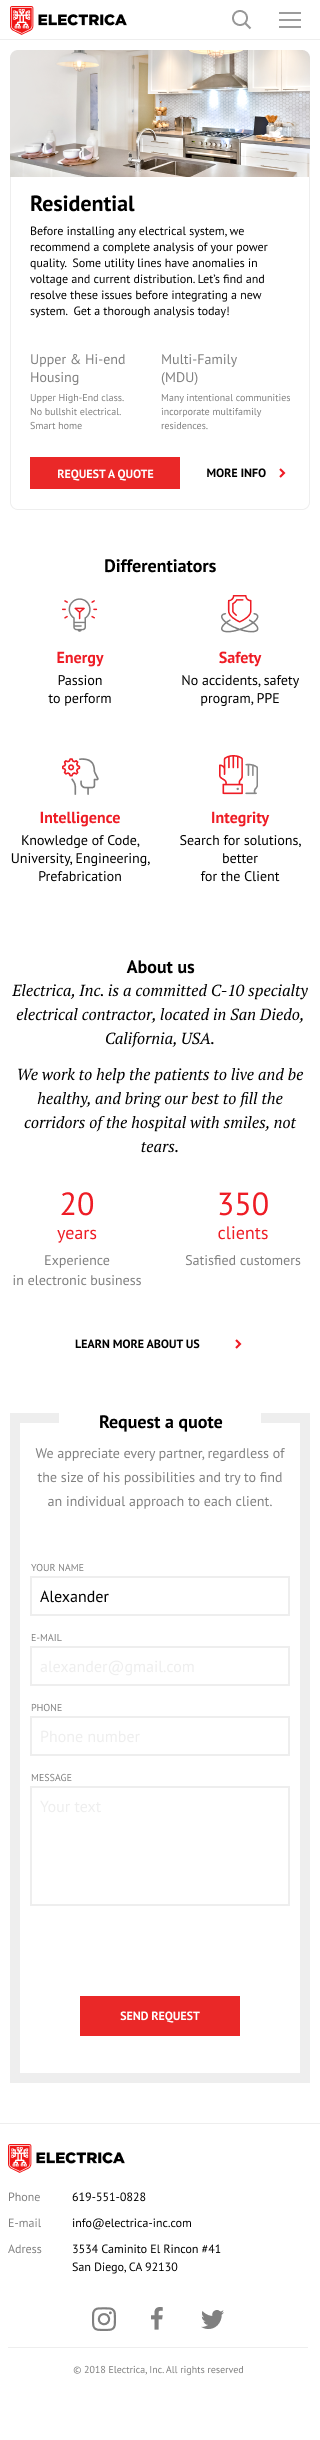 ELECTRICA
Residential
Before installing any electrical system, we
recommend a complete analysis of your power
quality.  Some utility lines have anomalies in
voltage and current distribution. Let's find and
resolve these issues before integrating a new
system.  Get a thorough analysis today!
Upper & Hi-end
Housing
Upper High-End class.
No bullshit electrical.
Smart home
Multi-Family
(MDU)
Many intentional communities
incorporate multifamily
residences.
REQUEST A QUOTE
MORE INFO
Differentiators
Energy
Passion
to perform
Safety
No accidents, safety
program, PPE
Intelligence
Knowledge of Code,
University, Engineering,
Prefabrication
Integrity
Search for solutions,
better
for the Client
About us
Electrica, Inc. is a committed C-10 specialty
electrical contractor, located in San Diego,
California, USA.
We work to help the patients to live and be
healthy, and bring our best to fill the
corridors of the hospital with smiles, not
tears.
20
years
Experience
in electronic business
350
clients
Satisfied customers
LEARN MORE ABOUT US
Request a quote
We appreciate every partner, regardless of
the size of his possibilities and try to find
an individual approach to each client.
YOUR NAME
Alexander
E-MAIL
alexander@gmail.com
PHONE
Phone number
MESSAGE
Your text
SEND REQUEST
ELECTRICA
Phone 619-551-0828
E-mail info@electrica-inc.com
Adress 3534 Caminito El Rincon #41
San Diego, CA 92130
© 2018 Electrica, Inc. All rights reserved